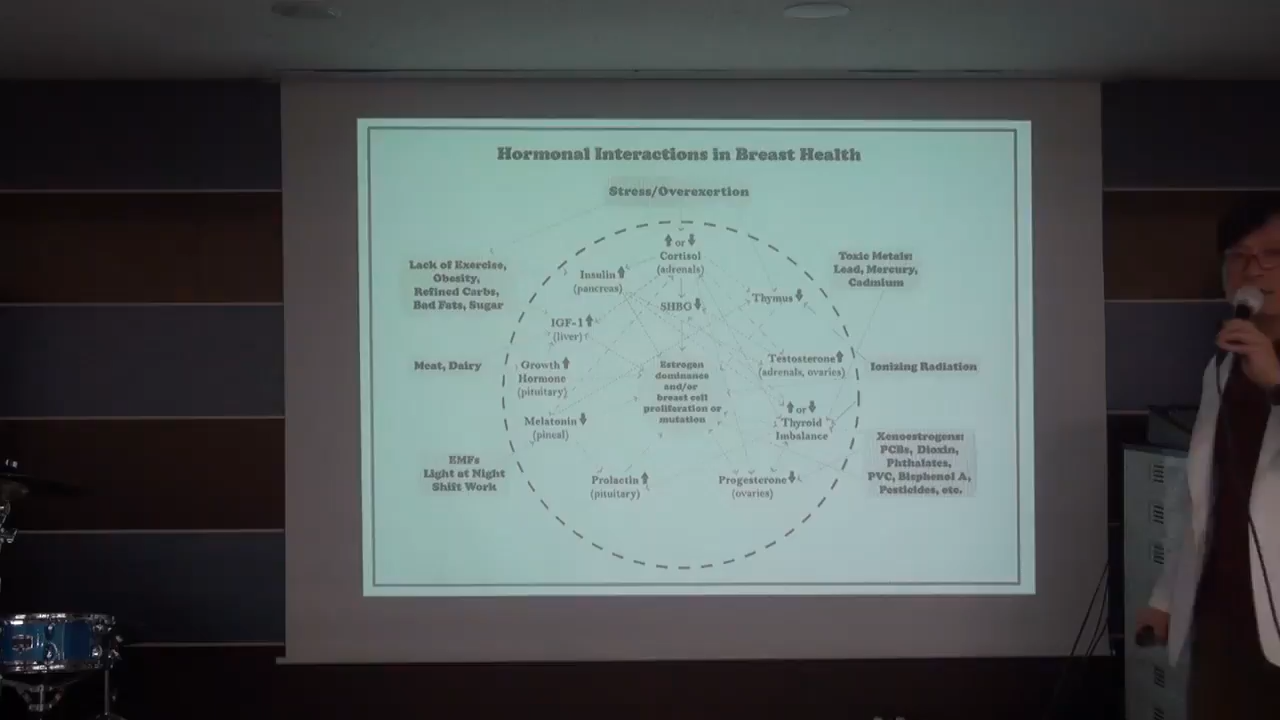 Hormonal Interactions in Breast Health
Stress/Overexertion
Lack of Exercise,
Obesity,
Refined Carbs,
Bad Fats, Sugar
Meat, Dairy
EMFs
Light at Night
Shift Work
or
Cortisol
(adrenals)
Insulin
(pancreas)
SHBG
Thymus
IGF-1
(liver)
Growth
Hormone
(pituitary)
Estrogen
dominance
and/or
breast cell
proliferation or
mutation
Testosterone
(adrenals, ovaries)
Melatonin
(pineal)
or
Thyroid
Imbalance
Prolactin
(pituitary)
Progesterone
(ovaries)
Toxic Metals:
Lead, Mercury,
Cadmium
Ionizing Radiation
Xenoestrogens:
PCBs, Dioxin,
Phthalates,
PVC, Bisphenol A,
Pesticides, etc.